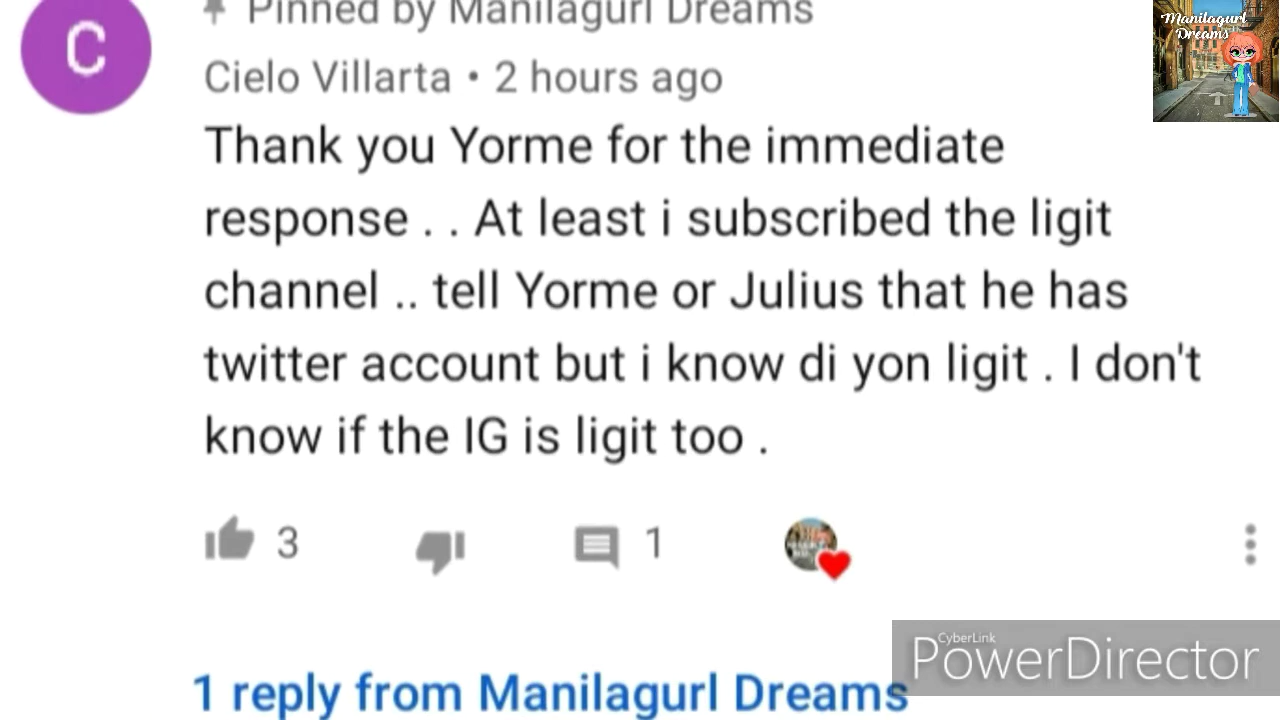 Pinned by Manilagurl Dreams
C
Cielo Villarta • 2 hours ago
Thank you Yorme for the immediate
response . . At least i subscribed the ligit
channel .. tell Yorme or Julius that he has
twitter account but i know di yon ligit . I don't
know if the IG is ligit too .
3
1
1 reply from Manilagurl Dreams
Manilagurl
Dreams
CyberLink
PowerDirector